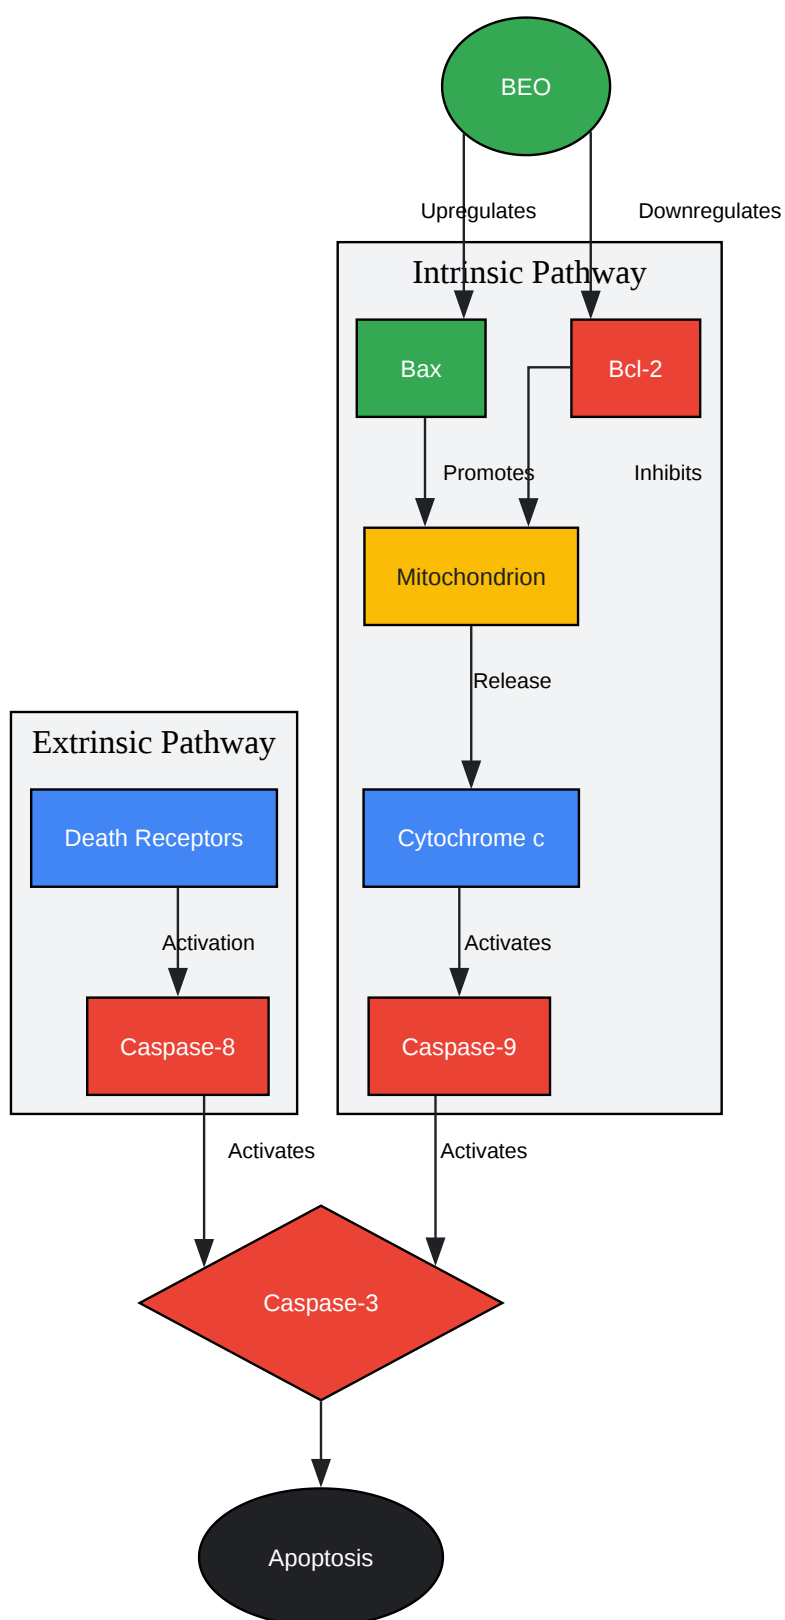 BEO
Upregulates
Downregulates
Intrinsic Pathway
Bax
Bcl-2
Promotes
Inhibits
Mitochondrion
Release
Extrinsic Pathway
Death Receptors
Cytochrome c
Activation
Activates
Caspase-8
Caspase-9
Activates
Activates
Caspase-3
Apoptosis